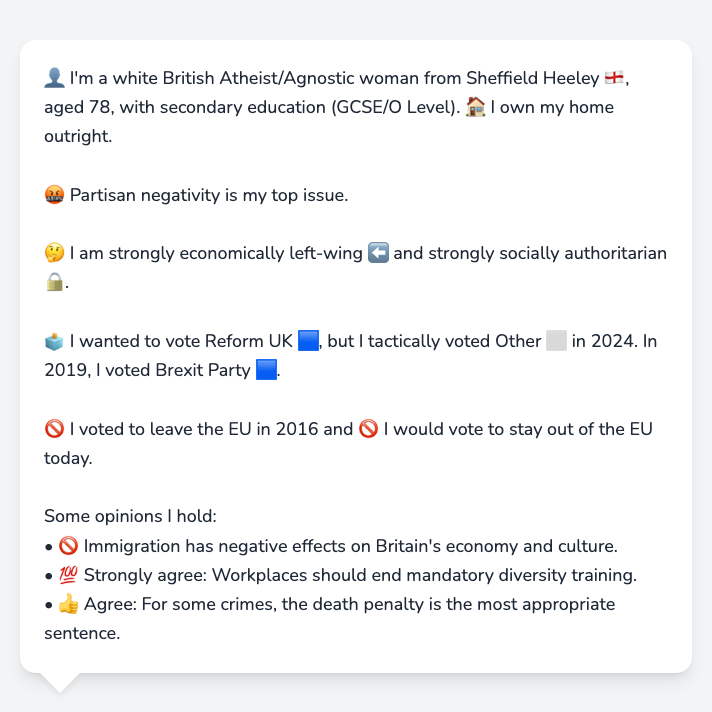 👤 I'm a white British Atheist/Agnostic woman from Sheffield Heeley 🏴󠁧󠁢󠁥󠁮󠁧󠁿,
aged 78, with secondary education (GCSE/O Level). 🏠 I own my home
outright.
🤬 Partisan negativity is my top issue.
🤔 I am strongly economically left-wing ⬅️ and strongly socially authoritarian
🔒.
🗳️ I wanted to vote Reform UK 🟦, but I tactically voted Other ⬜ in 2024. In
2019, I voted Brexit Party 🟦.
🚫 I voted to leave the EU in 2016 and 🚫 I would vote to stay out of the EU
today.
Some opinions I hold:
• 🚫 Immigration has negative effects on Britain's economy and culture.
• 💯 Strongly agree: Workplaces should end mandatory diversity training.
• 👍 Agree: For some crimes, the death penalty is the most appropriate
sentence.